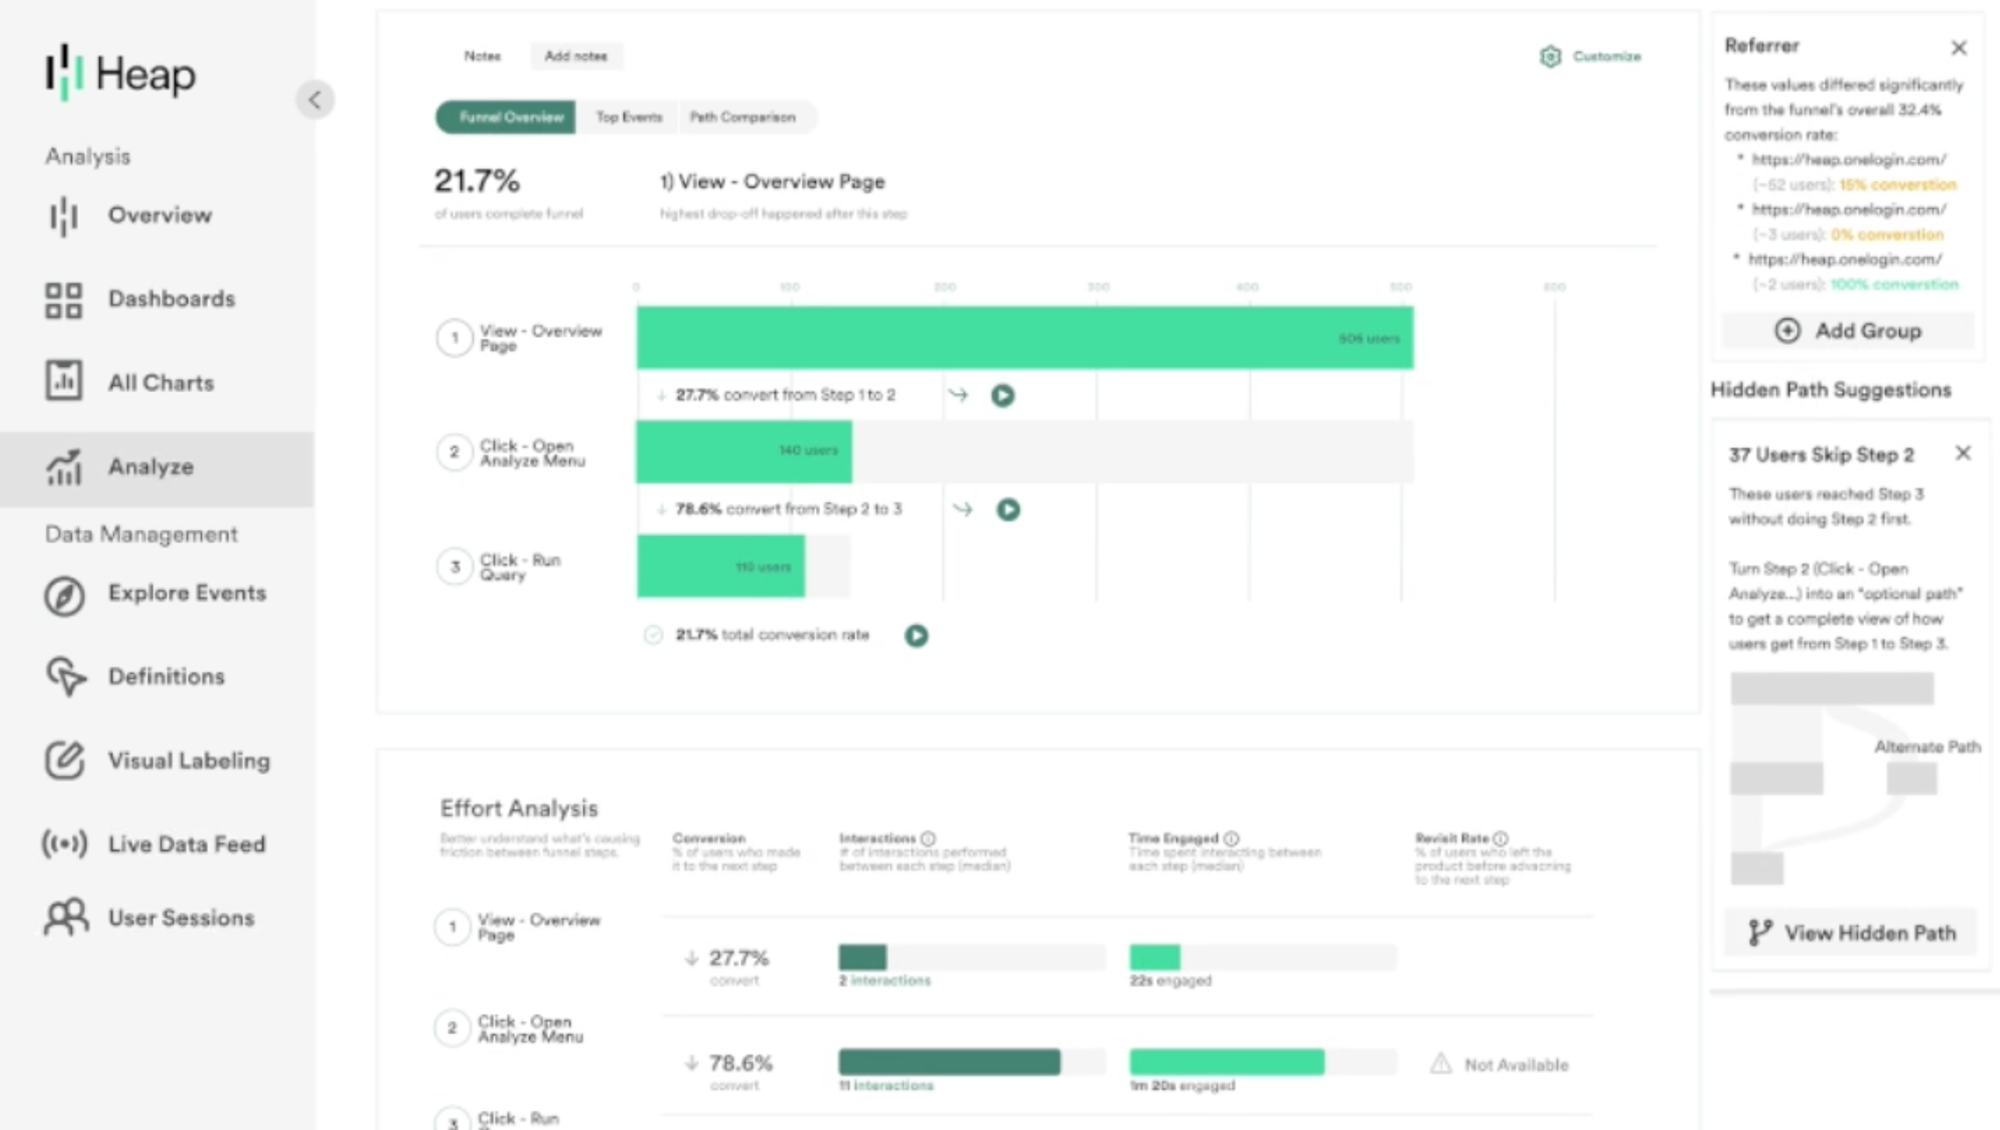 Heap
Analysis
Overview
Dashboards
All Charts
Analyze
Data Management
Explore Events
Definitions
Visual Labeling
Live Data Feed
User Sessions
Notes
Add notes
Customize
Funnel Overview
Top Events
Path Comparison
21.7%
of users complete funnel
1) View - Overview Page
highest drop-off happened after this step
0 100 200 300 400 500 600
1
View - Overview
Page
506 users
27.7% convert from Step 1 to 2
2
Click - Open
Analyze Menu
140 users
78.6% convert from Step 2 to 3
3
Click - Run
Query
110 users
21.7% total conversion rate
Effort Analysis
Better understand what's causing
friction between funnel steps.
Conversion
% of users who made
it to the next step
Interactions
# of interactions performed
between each step (median)
Time Engaged
Time spent interacting between
each step (median)
Revisit Rate
% of users who left the
product before advacning
to the next step
1
View - Overview
Page
27.7%
convert
2 interactions
22s engaged
2
Click - Open
Analyze Menu
78.6%
convert
11 interactions
1m 20s engaged
Not Available
3
Click - Run
Referrer
These values differed significantly
from the funnel's overall 32.4%
conversion rate:
* https://heap.onelogin.com/
(~52 users): 15% converstion
* https://heap.onelogin.com/
(~3 users): 0% converstion
* https://heap.onelogin.com/
(~2 users): 100% converstion
Add Group
Hidden Path Suggestions
37 Users Skip Step 2
These users reached Step 3
without doing Step 2 first.
Turn Step 2 (Click - Open
Analyze...) into an "optional path"
to get a complete view of how
users get from Step 1 to Step 3.
Alternate Path
View Hidden Path